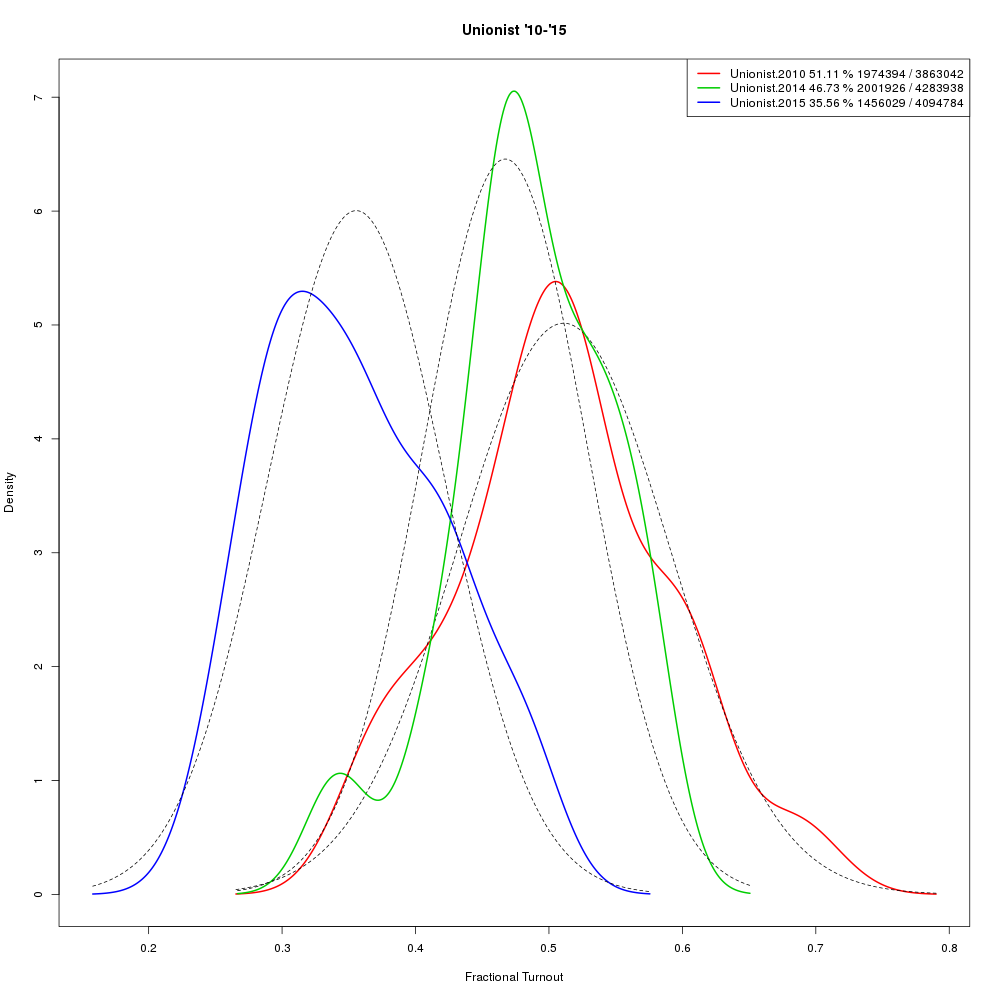 Unionist '10-'15
Unionist.2010 51.11 % 1974394 / 3863042
Unionist.2014 46.73 % 2001926 / 4283938
Unionist.2015 35.56 % 1456029 / 4094784
7
6
5
4
3
2
1
0
Density
0.2 0.3 0.4 0.5 0.6 0.7 0.8
Fractional Turnout